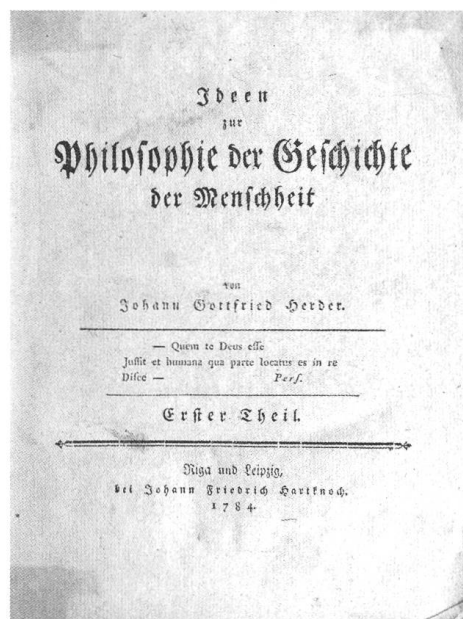 Ideen
zur
Philosophie der Geschichte
der Menschheit
von
Johann Gottfried Herder.
— Quem te Deus esse
Jussit et humana qua parte locatus es in re
Disce — Pers.
Erster Theil.
Riga und Leipzig,
bei Johann Friedrich Hartknoch.
1784.